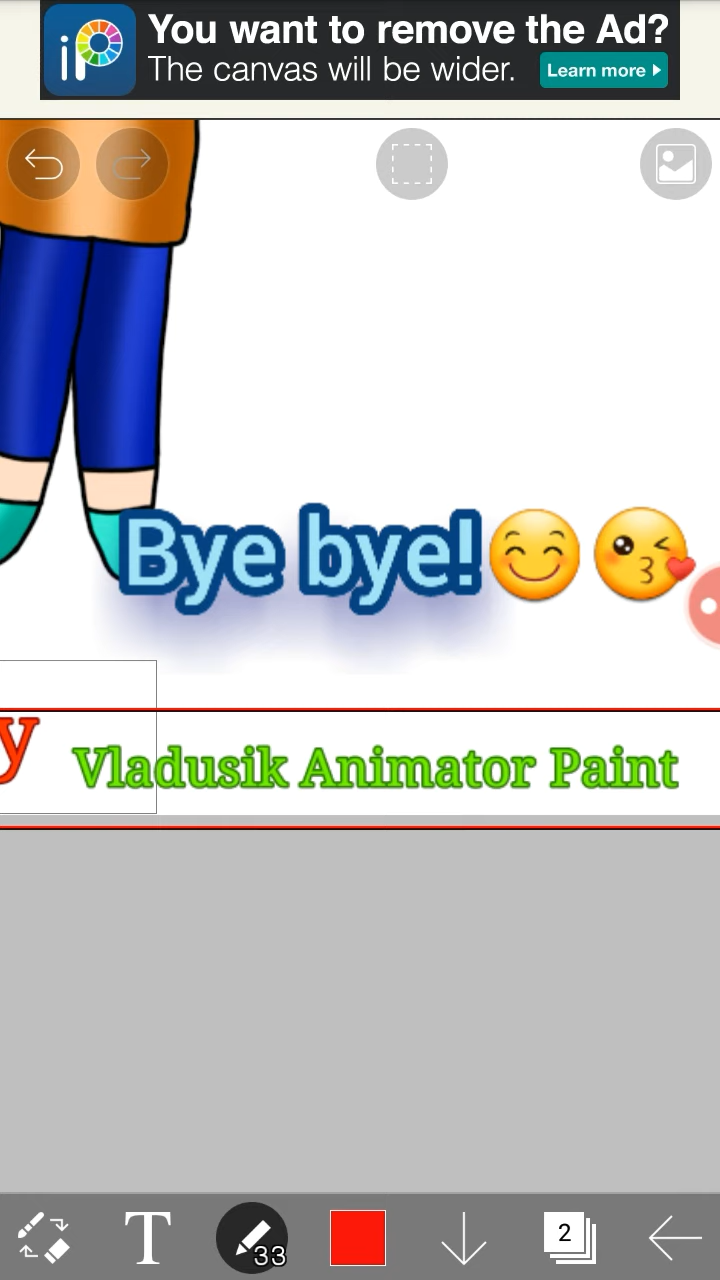 You want to remove the Ad?
The canvas will be wider.
Learn more
Bye bye!😊 😘
y Vladusik Animator Paint
T
33
2